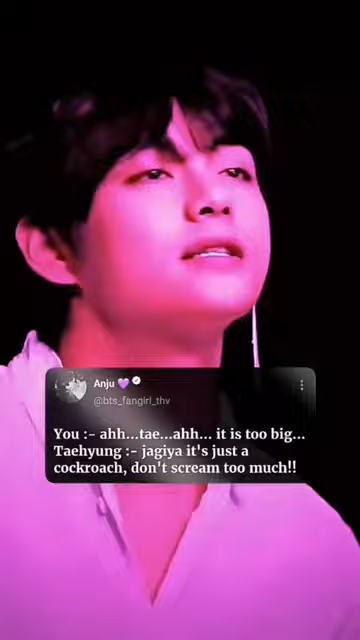 Anju 💜
@bts_fangirl_thv
You :- ahh...tae...ahh... it is too big...
Taehyung :- jagiya it's just a
cockroach, don't scream too much!!